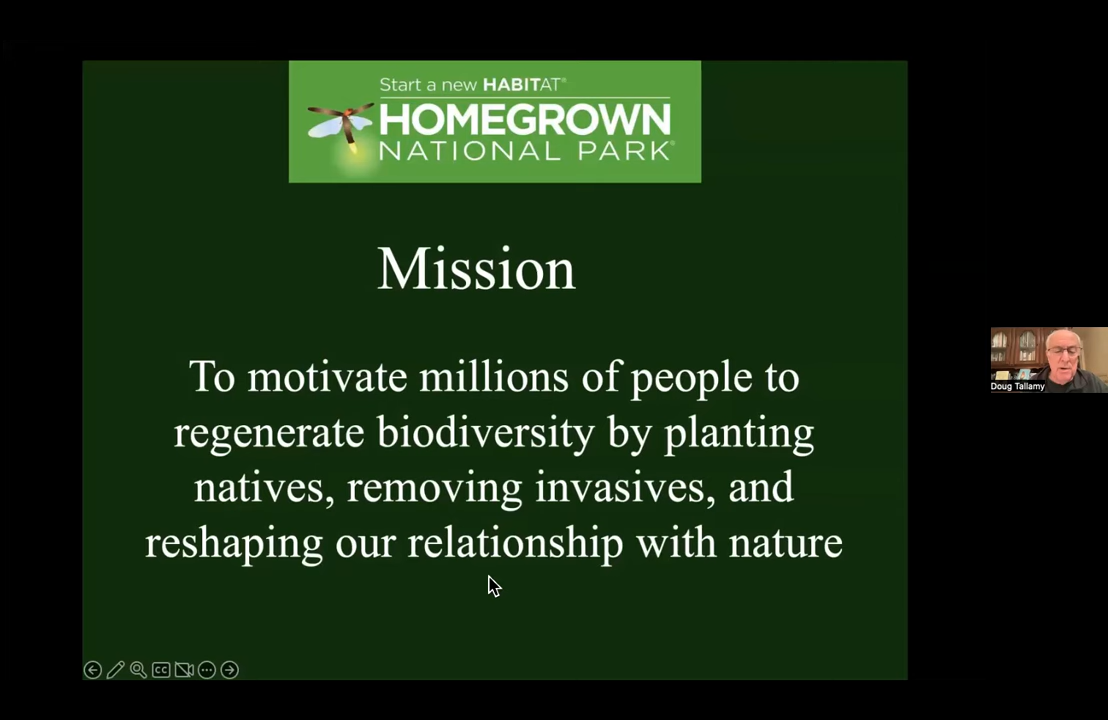 Start a new HABITAT®
HOMEGROWN
NATIONAL PARK®
Mission
To motivate millions of people to
regenerate biodiversity by planting
natives, removing invasives, and
reshaping our relationship with nature
Doug Tallamy
CC